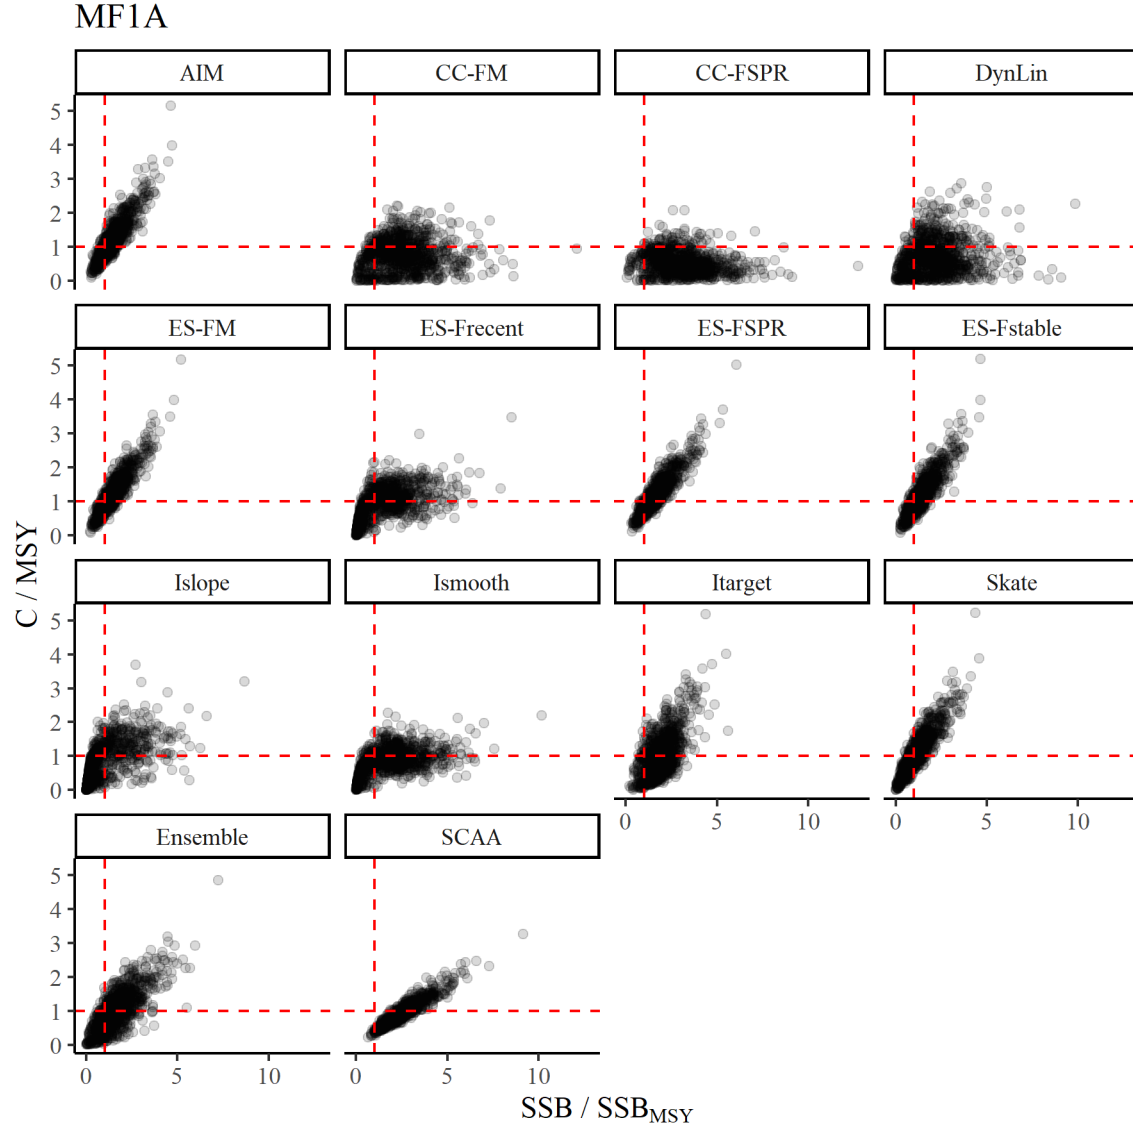 MF1A
AIM CC-FM CC-FSPR DynLin
5
4
3
2
1
0
ES-FM ES-Frecent ES-FSPR ES-Fstable
5
4
3
2
1
0
C / MSY
Islope Ismooth Itarget Skate
5
4
3
2
1
0
0 5 10 0 5 10
Ensemble SCAA
5
4
3
2
1
0
0 5 10 0 5 10
SSB / SSBMSY